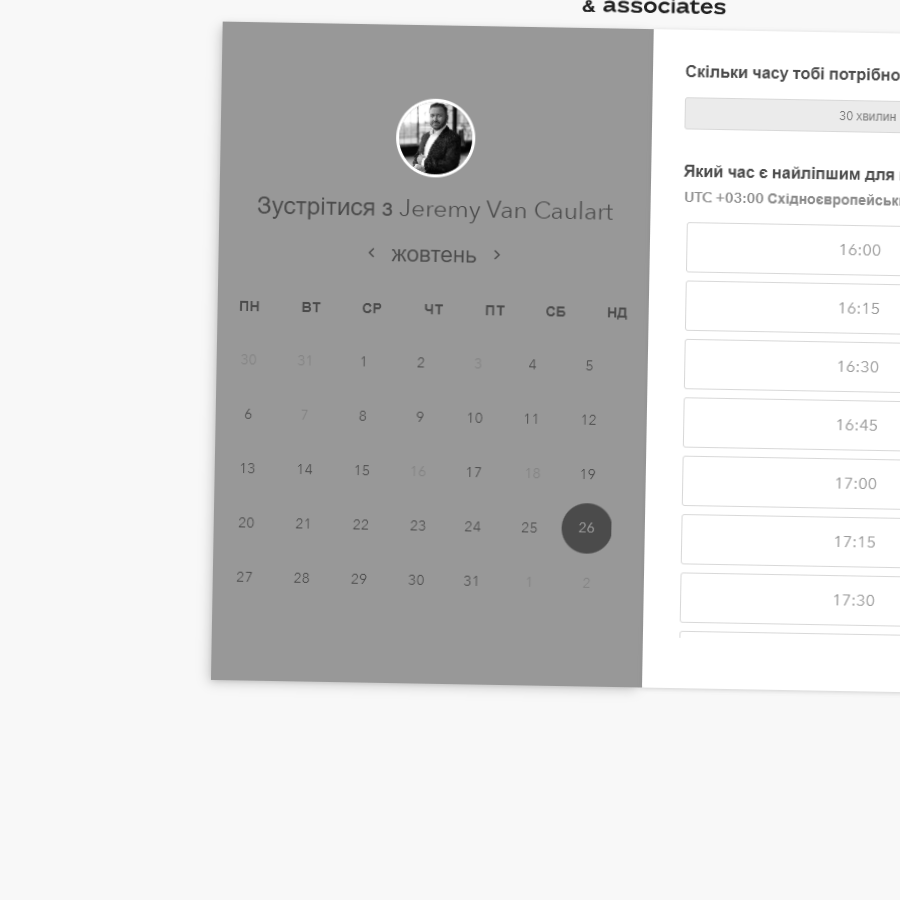 & associates
Зустрітися з Jeremy Van Caulart
жовтень
ПН ВТ СР ЧТ ПТ СБ НД
30 31 1 2 3 4 5
6 7 8 9 10 11 12
13 14 15 16 17 18 19
20 21 22 23 24 25 26
27 28 29 30 31 1 2
Скільки часу тобі потрібно
30 хвилин
Який час є найліпшим для
UTC +03:00
16:00
16:15
16:30
16:45
17:00
17:15
17:30